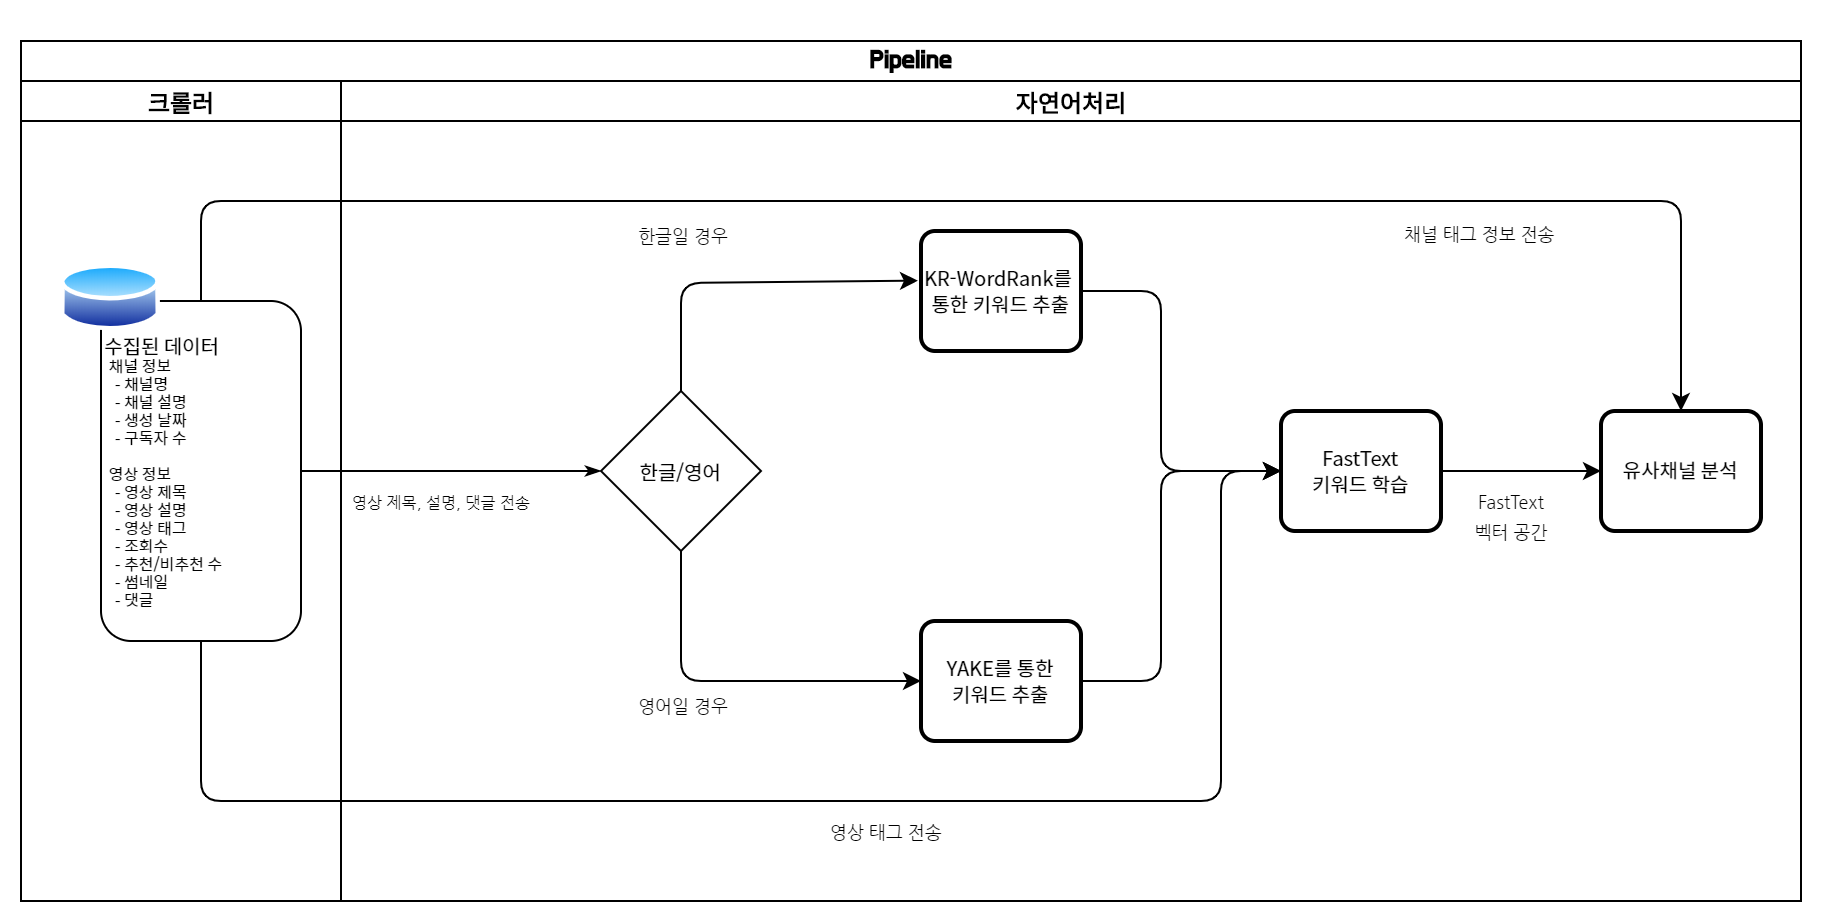 Pipeline
크롤러
자연어처리
한글일 경우
채널 태그 정보 전송
KR-WordRank를
통한 키워드 추출
수집된 데이터
채널 정보
- 채널명
- 채널 설명
- 생성 날짜
- 구독자 수
영상 정보
- 영상 제목
- 영상 설명
- 영상 태그
- 조회수
- 추천/비추천 수
- 썸네일
- 댓글
영상 제목, 설명, 댓글 전송
한글/영어
FastText
키워드 학습
FastText
벡터 공간
유사채널 분석
YAKE를 통한
키워드 추출
영어일 경우
영상 태그 전송